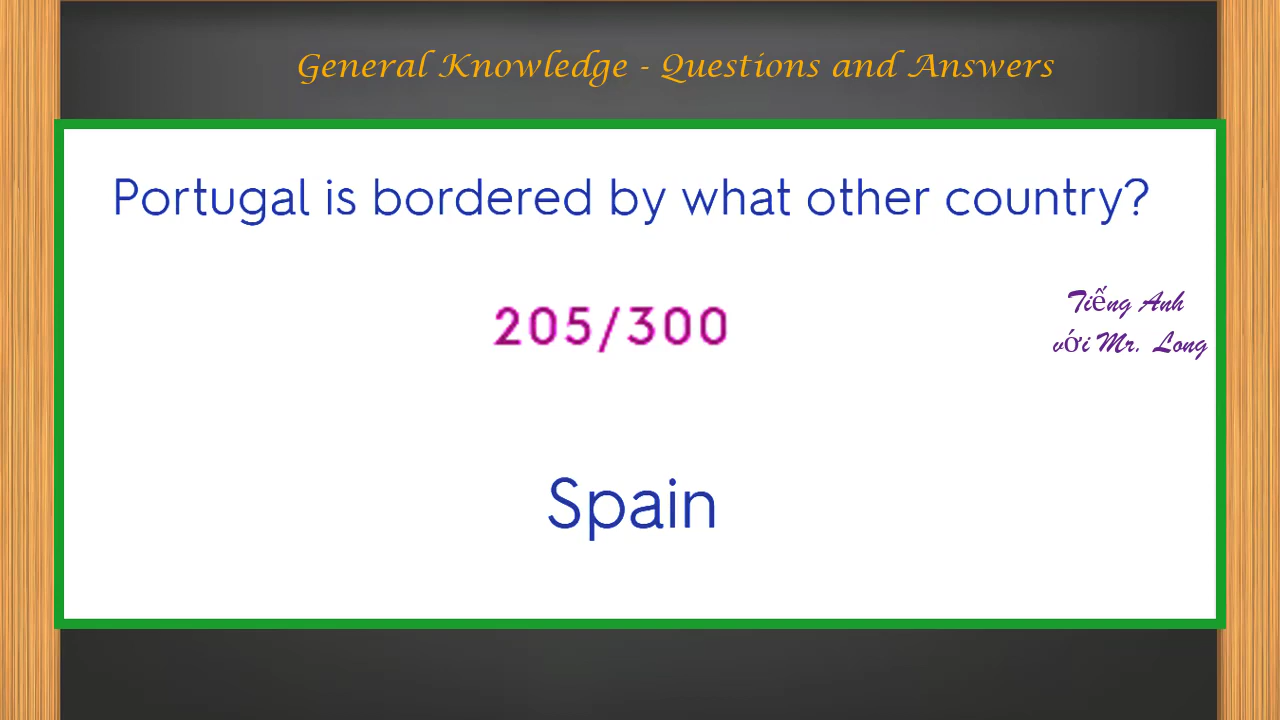 General Knowledge - Questions and Answers
Portugal is bordered by what other country?
205/300
Tiếng Anh
với Mr. Long
Spain